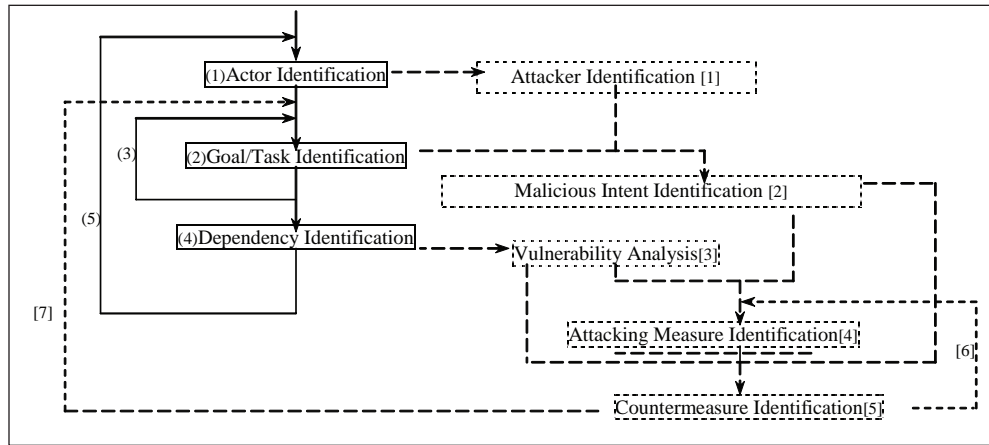 (1)Actor Identification
Attacker Identification [1]
(3)
(2)Goal/Task Identification
Malicious Intent Identification [2]
(5)
(4)Dependency Identification
Vulnerability Analysis[3]
[7]
Attacking Measure Identification[4]
[6]
Countermeasure Identification[5]